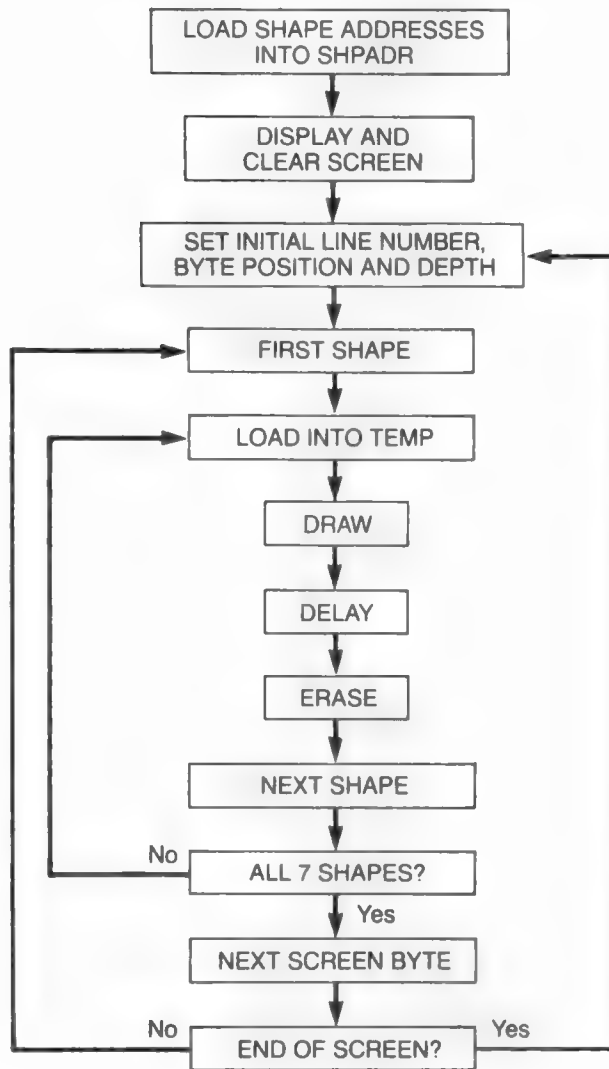 LOAD SHAPE ADDRESSES
INTO SHPADR
DISPLAY AND
CLEAR SCREEN
SET INITIAL LINE NUMBER,
BYTE POSITION AND DEPTH
FIRST SHAPE
LOAD INTO TEMP
DRAW
DELAY
ERASE
NEXT SHAPE
No
ALL 7 SHAPES?
Yes
NEXT SCREEN BYTE
No
END OF SCREEN?
Yes